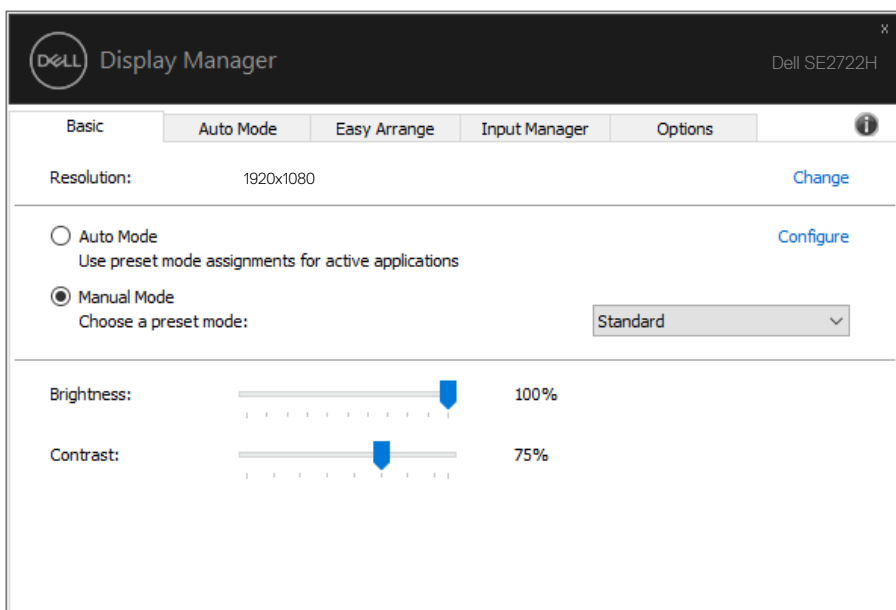 x
DELL Display Manager
Dell SE2722H
Basic Auto Mode Easy Arrange Input Manager Options i
Resolution: 1920x1080 Change
Auto Mode Configure
Use preset mode assignments for active applications
Manual Mode
Choose a preset mode: Standard
Brightness: 100%
Contrast: 75%